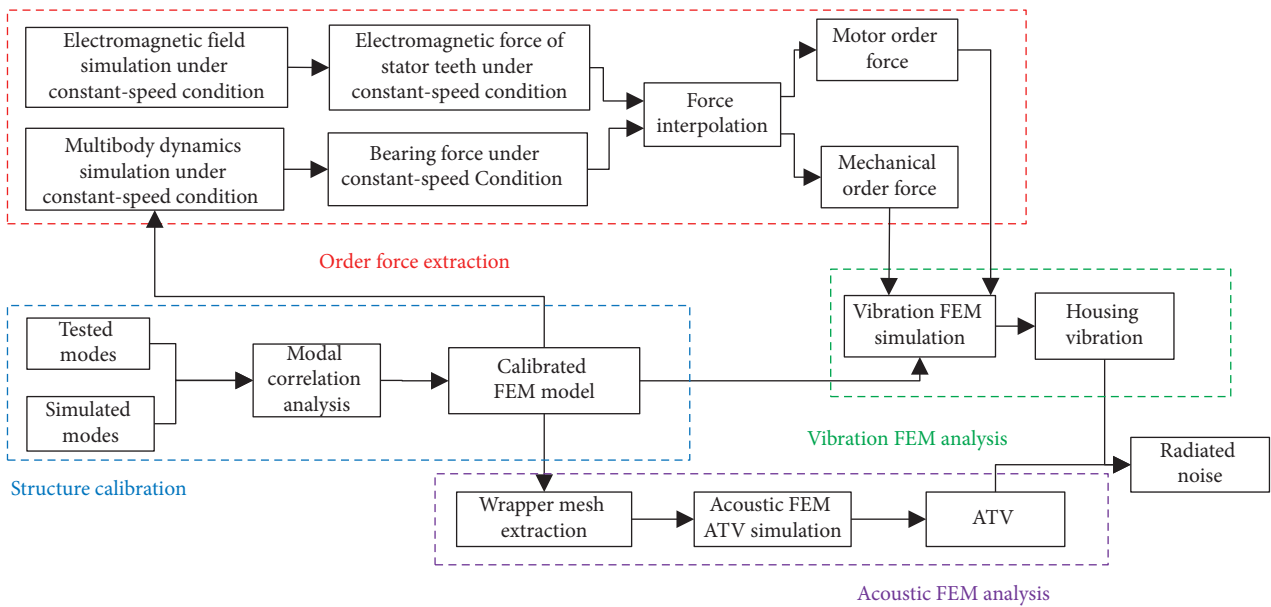 Electromagnetic field
simulation under
constant-speed condition
Electromagnetic force of
stator teeth under
constant-speed condition
Force
interpolation
Motor order
force
Multibody dynamics
simulation under
constant-speed condition
Bearing force under
constant-speed Condition
Mechanical
order force
Order force extraction
Tested
modes
Simulated
modes
Modal
correlation
analysis
Calibrated
FEM model
Structure calibration
Vibration FEM
simulation
Housing
vibration
Vibration FEM analysis
Radiated
noise
Wrapper mesh
extraction
Acoustic FEM
ATV simulation
ATV
Acoustic FEM analysis